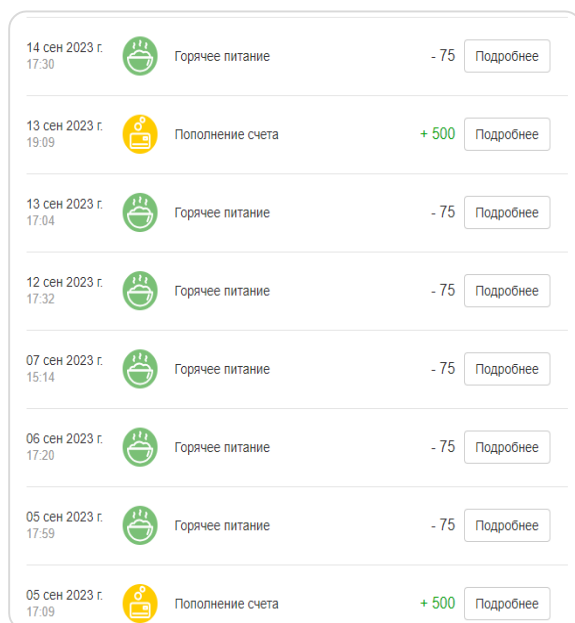 14 сен 2023 г.
17:30
Горячее питание
- 75
Подробнее
13 сен 2023 г.
19:09
Пополнение счета
+ 500
Подробнее
13 сен 2023 г.
17:04
Горячее питание
- 75
Подробнее
12 сен 2023 г.
17:32
Горячее питание
- 75
Подробнее
07 сен 2023 г.
15:14
Горячее питание
- 75
Подробнее
06 сен 2023 г.
17:20
Горячее питание
- 75
Подробнее
05 сен 2023 г.
17:59
Горячее питание
- 75
Подробнее
05 сен 2023 г.
17:09
Пополнение счета
+ 500
Подробнее